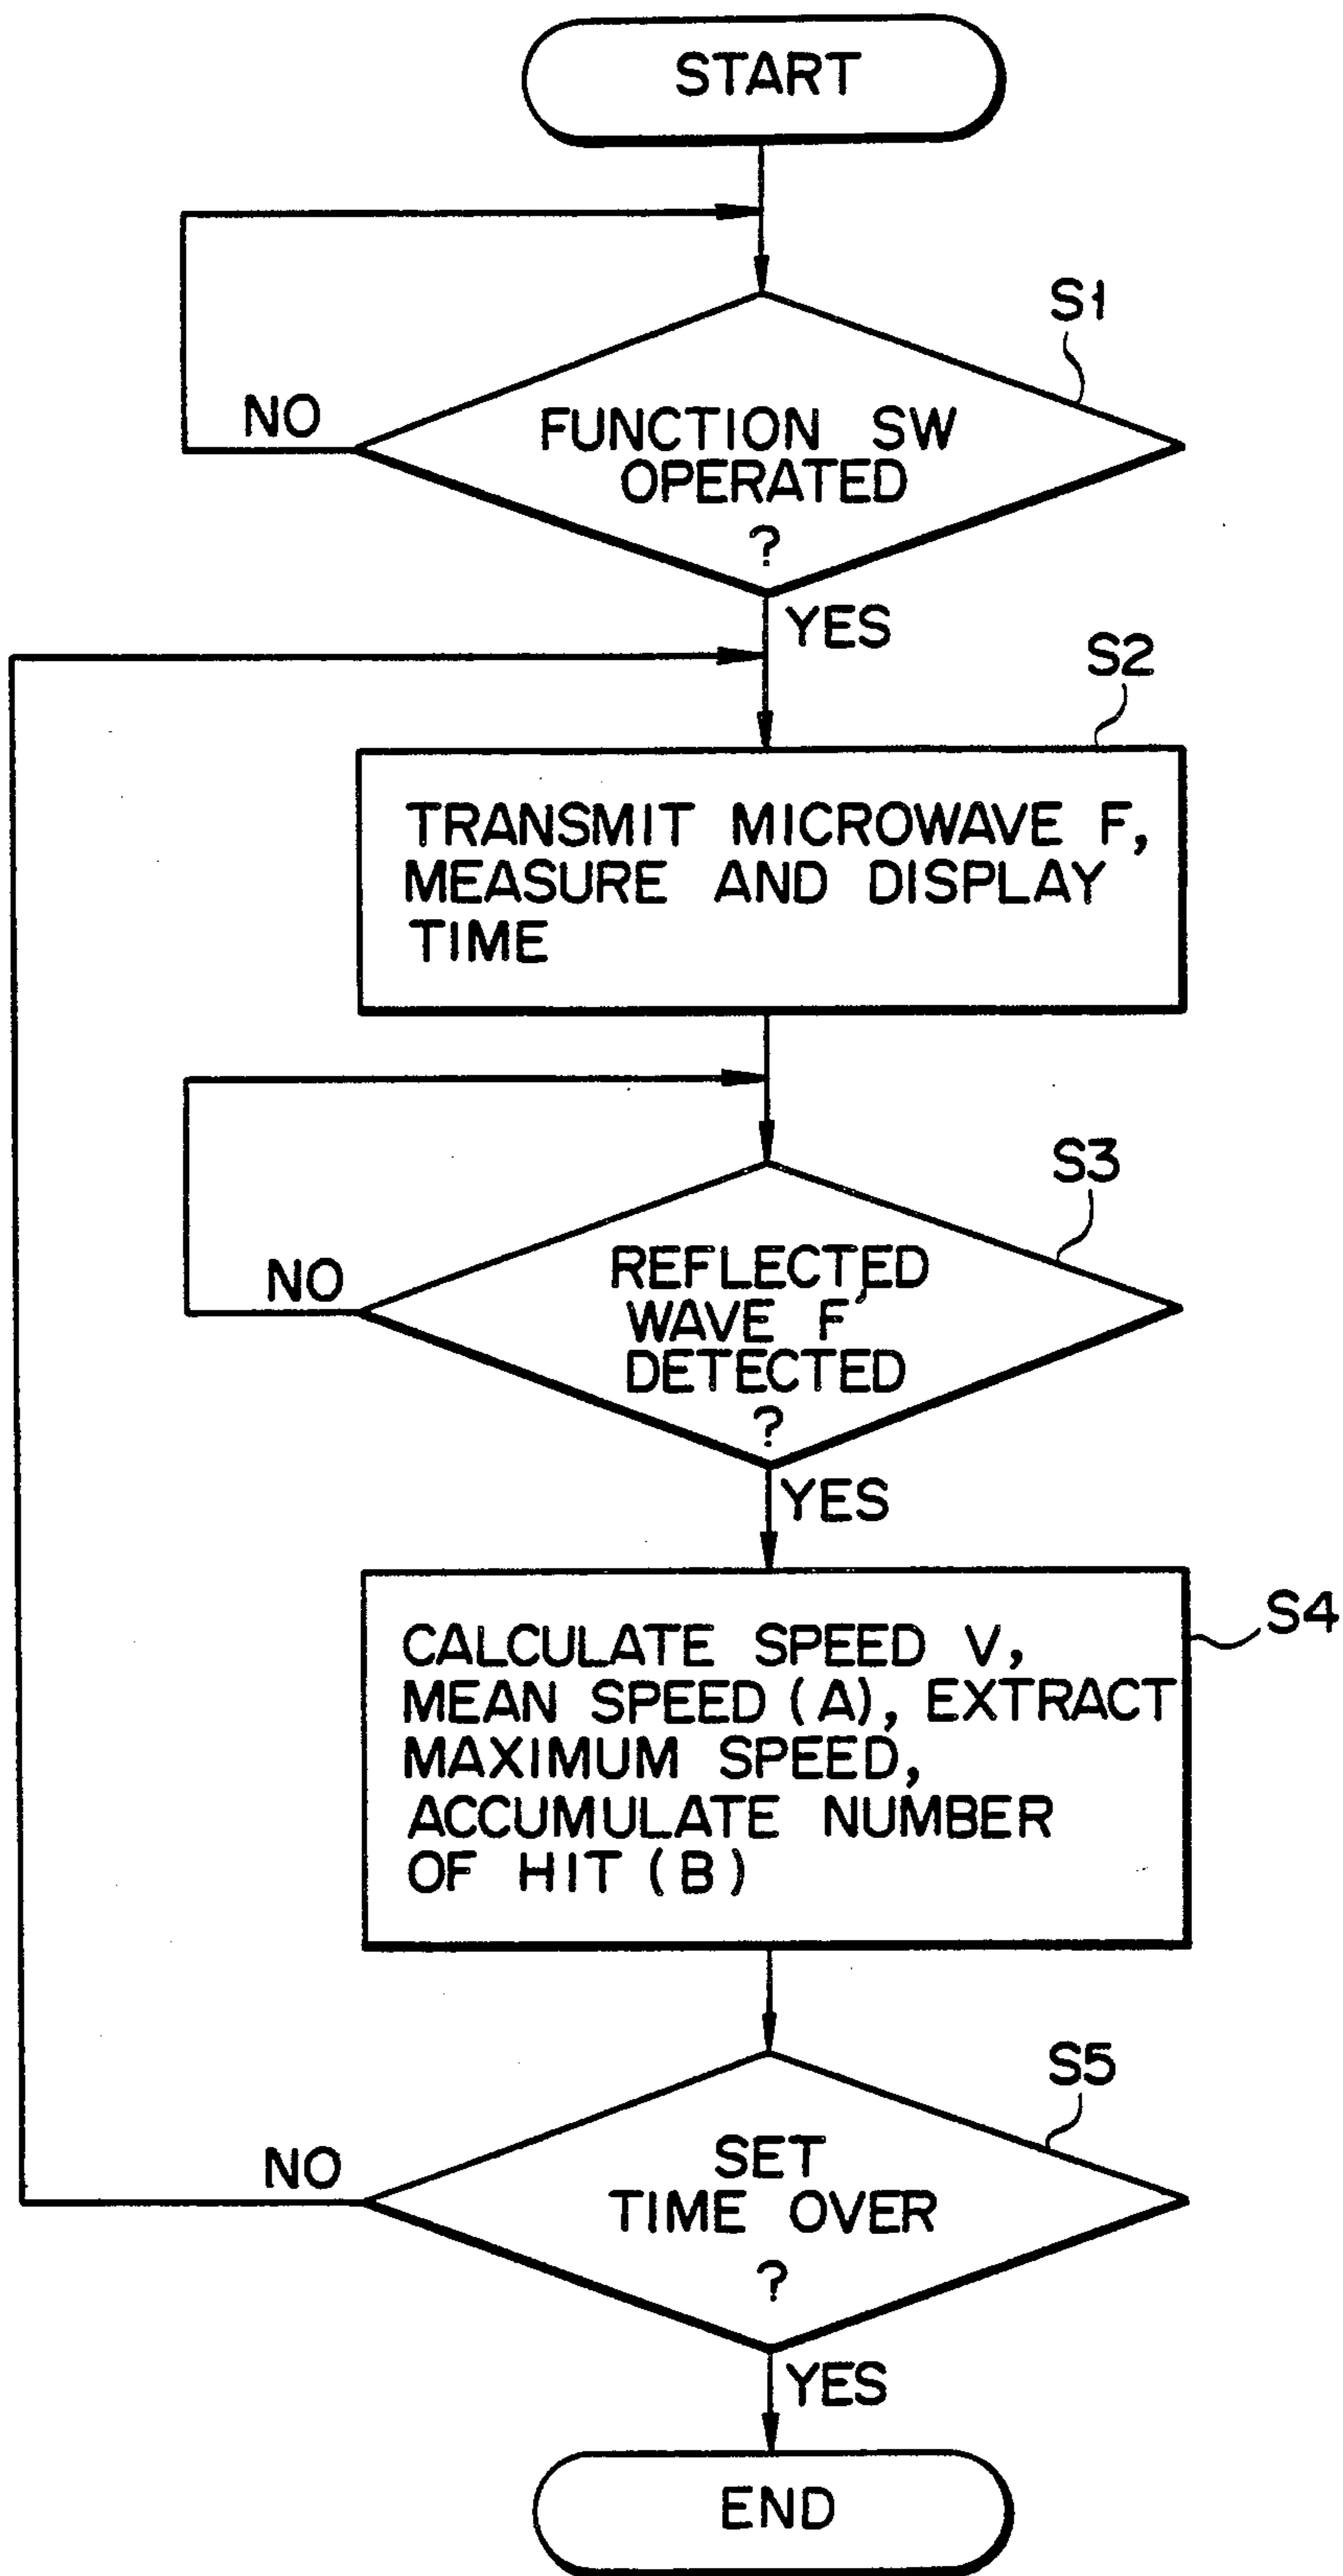 START
S1
NO
FUNCTION SW
OPERATED
?
YES
S2
TRANSMIT MICROWAVE F,
MEASURE AND DISPLAY
TIME
S3
NO
REFLECTED
WAVE F'
DETECTED
?
YES
S4
CALCULATE SPEED V,
MEAN SPEED (A), EXTRACT
MAXIMUM SPEED,
ACCUMULATE NUMBER
OF HIT (B)
S5
NO
SET
TIME OVER
?
YES
END